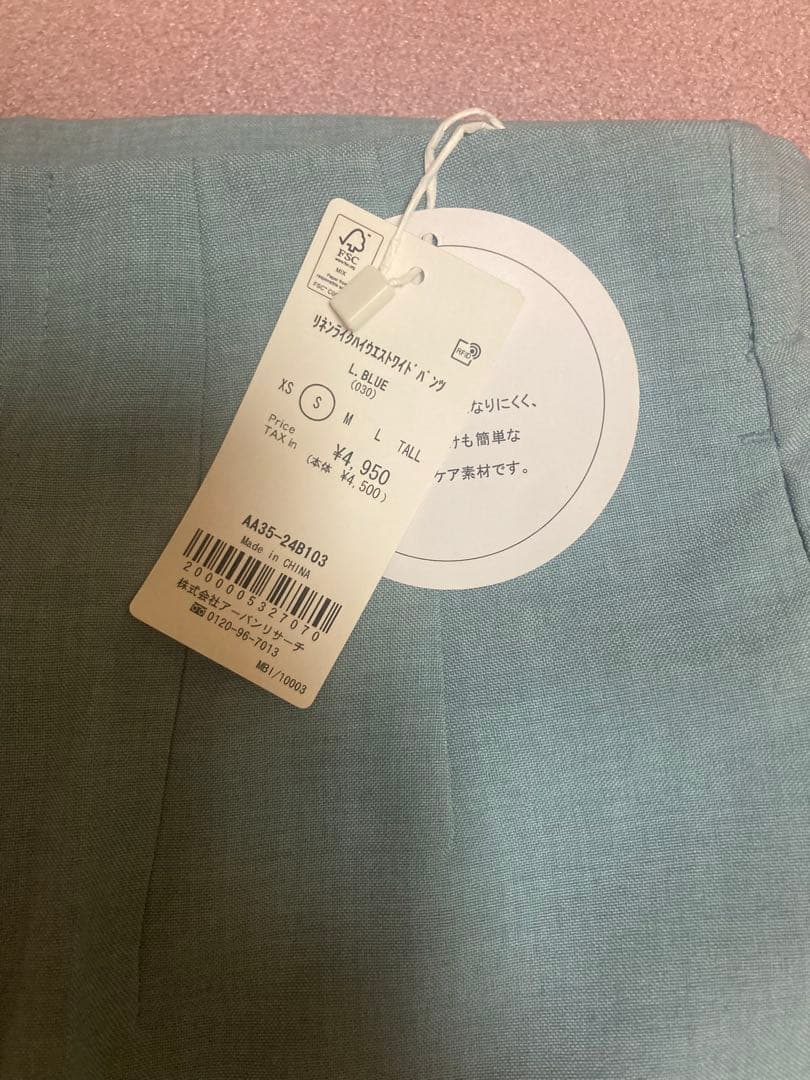 FSC
MIX
リネンライクハイウエストワイドパンツ
RFID
L.BLUE
(030)
XS S M L TALL
Price
TAX in
¥4,950
(本体 ¥4,500)
AA35-24B103
Made in CHINA
2000005327070
株式会社アーバンリサーチ
0120-96-7013
MBI/10003
なりにくく、
けも簡単な
ケア素材です。